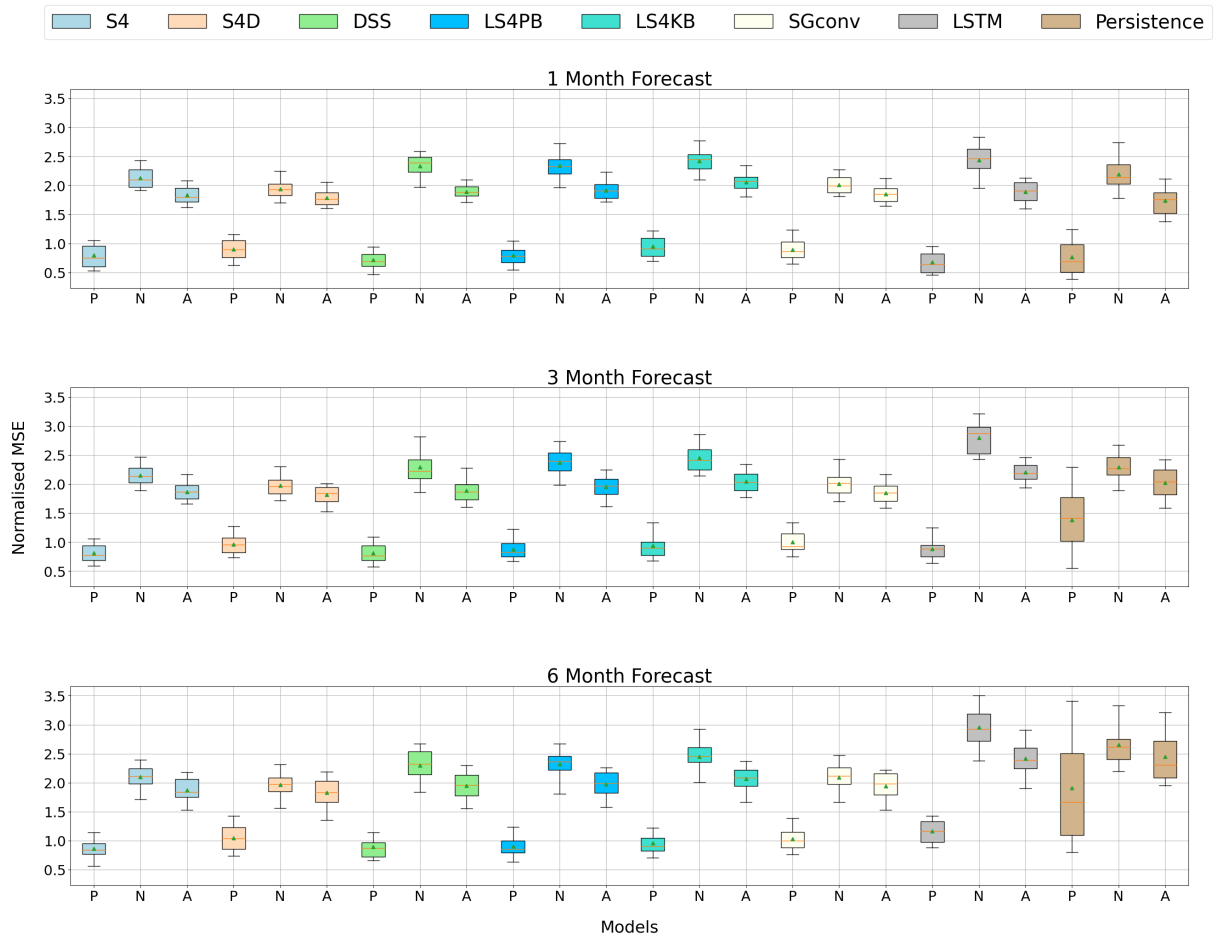 S4 S4D DSS LS4PB LS4KB SGconv LSTM Persistence
1 Month Forecast
3.5
3.0
2.5
2.0
1.5
1.0
0.5
P N A P N A P N A P N A P N A P N A P N A P N A
3 Month Forecast
Normalised MSE
3.5
3.0
2.5
2.0
1.5
1.0
0.5
P N A P N A P N A P N A P N A P N A P N A P N A
6 Month Forecast
3.5
3.0
2.5
2.0
1.5
1.0
0.5
P N A P N A P N A P N A P N A P N A P N A P N A
Models